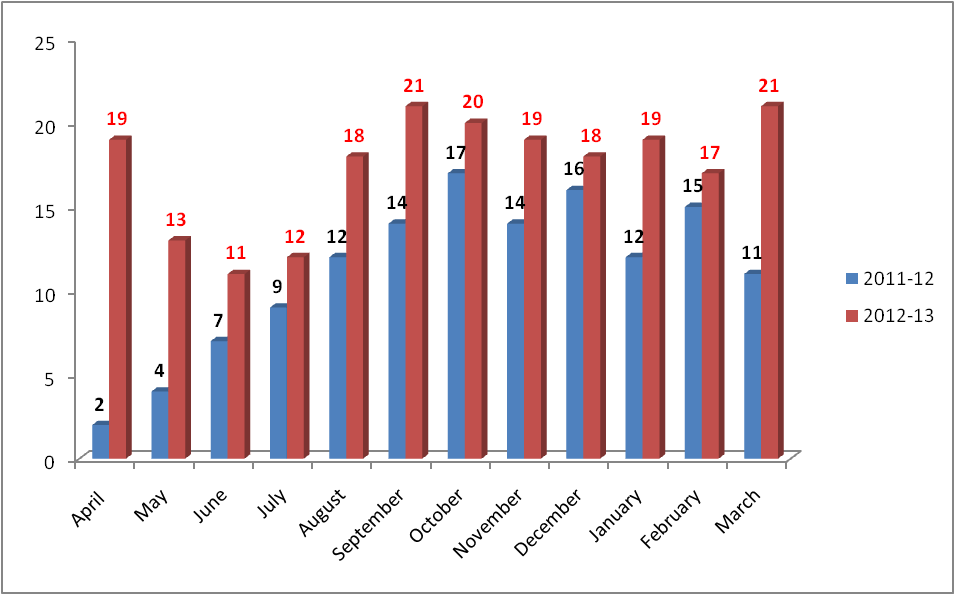 25
20
15
10
5
0
19
13
11
12
18
21
20
19
18
19
17
21
2
4
7
9
12
14
17
14
16
12
15
11
April
May
June
July
August
September
October
November
December
January
February
March
2011-12
2012-13